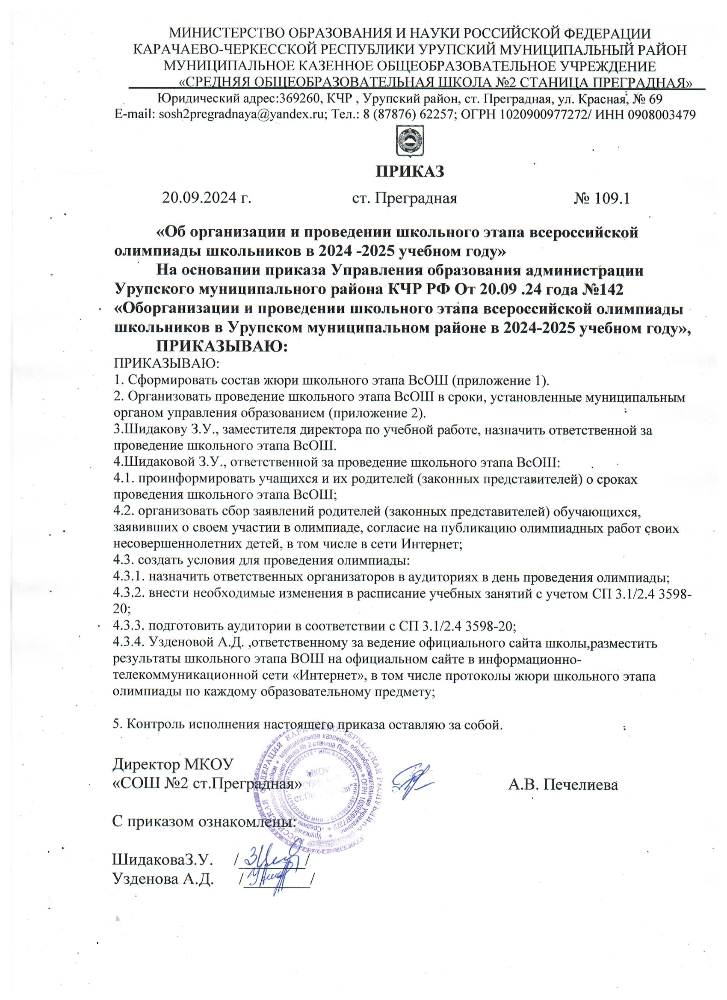 МИНИСТЕРСТВО ОБРАЗОВАНИЯ И НАУКИ РОССИЙСКОЙ ФЕДЕРАЦИИ
КАРАЧАЕВО-ЧЕРКЕССКОЙ РЕСПУБЛИКИ УРУПСКИЙ МУНИЦИПАЛЬНЫЙ РАЙОН
МУНИЦИПАЛЬНОЕ КАЗЕННОЕ ОБЩЕОБРАЗОВАТЕЛЬНОЕ УЧРЕЖДЕНИЕ
«СРЕДНЯЯ ОБЩЕОБРАЗОВАТЕЛЬНАЯ ШКОЛА №2 СТАНИЦА ПРЕГРАДНАЯ»
Юридический адрес:369260, КЧР , Урупский район, ст. Преградная, ул. Красная, № 69
E-mail: sosh2pregradnaya@yandex.ru; Тел.: 8 (87876) 62257; ОГРН 1020900977272/ ИНН 0908003479
ПРИКАЗ
20.09.2024 г. ст. Преградная № 109.1
«Об организации и проведении школьного этапа всероссийской
олимпиады школьников в 2024 -2025 учебном году»
На основании приказа Управления образования администрации
Урупского муниципального района КЧР РФ От 20.09 .24 года №142
«Оборганизации и проведении школьного этапа всероссийской олимпиады
школьников в Урупском муниципальном районе в 2024-2025 учебном году»,
ПРИКАЗЫВАЮ:
ПРИКАЗЫВАЮ:
1. Сформировать состав жюри школьного этапа ВсОШ (приложение 1).
2. Организовать проведение школьного этапа ВсОШ в сроки, установленные муниципальным
органом управления образованием (приложение 2).
3.Шидакову З.У., заместителя директора по учебной работе, назначить ответственной за
проведение школьного этапа ВсОШ.
4.Шидаковой З.У., ответственной за проведение школьного этапа ВсОШ:
4.1. проинформировать учащихся и их родителей (законных представителей) о сроках
проведения школьного этапа ВсОШ;
4.2. организовать сбор заявлений родителей (законных представителей) обучающихся,
заявивших о своем участии в олимпиаде, согласие на публикацию олимпиадных работ своих
несовершеннолетних детей, в том числе в сети Интернет;
4.3. создать условия для проведения олимпиады:
4.3.1. назначить ответственных организаторов в аудиториях в день проведения олимпиады;
4.3.2. внести необходимые изменения в расписание учебных занятий с учетом СП 3.1/2.4 3598-
20;
4.3.3. подготовить аудитории в соответствии с СП 3.1/2.4 3598-20;
4.3.4. Узденовой А.Д. ,ответственному за ведение официального сайта школы,разместить
результаты школьного этапа ВОШ на официальном сайте в информационно-
телекоммуникационной сети «Интернет», в том числе протоколы жюри школьного этапа
олимпиады по каждому образовательному предмету;
5. Контроль исполнения настоящего приказа оставляю за собой.
Директор МКОУ
«СОШ №2 ст.Преградная» А.В. Печелиева
РОССИЙСКАЯ ФЕДЕРАЦИЯ КАРАЧАЕВО-ЧЕРКЕССКАЯ РЕСПУБЛИКА
Урупский муниципальный район * Муниципальное казенное общеобразовательное учреждение *
«Средняя общеобразовательная школа № 2 станица Преградная» * ОГРН 1020900977272 *
ИНН 0908003479 * ИНН 0908003479 * ИНН 0908003479 * ИНН 0908003479 *
МКОУ
С приказом ознакомлены:
ШидаковаЗ.У. /__________/
Узденова А.Д. /__________/